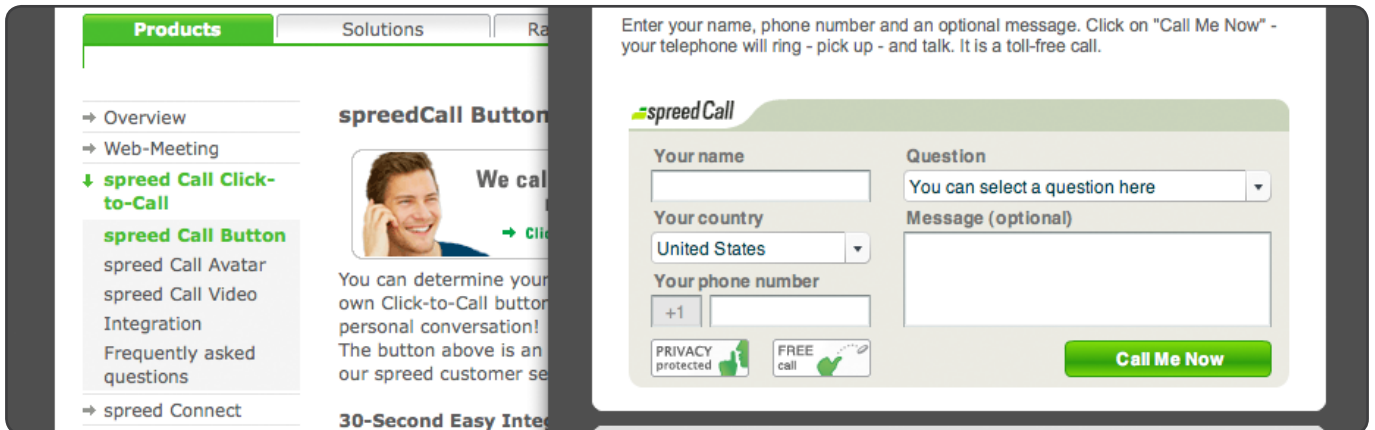 Products
Solutions
Overview
Web-Meeting
spreed Call Click-
to-Call
spreed Call Button
spreed Call Avatar
spreed Call Video
Integration
Frequently asked
questions
spreed Connect
spreedCall Button
We cal
You can determine your
own Click-to-Call button
personal conversation!
The button above is an
our spreed customer se
30-Second Easy
Enter your name, phone number and an optional message. Click on "Call Me Now" -
your telephone will ring - pick up - and talk. It is a toll-free call.
spreed Call
Your name
Your country
United States
Your phone number
+1
PRIVACY
protected
FREE
call
Question
You can select a question here
Message (optional)
Call Me Now